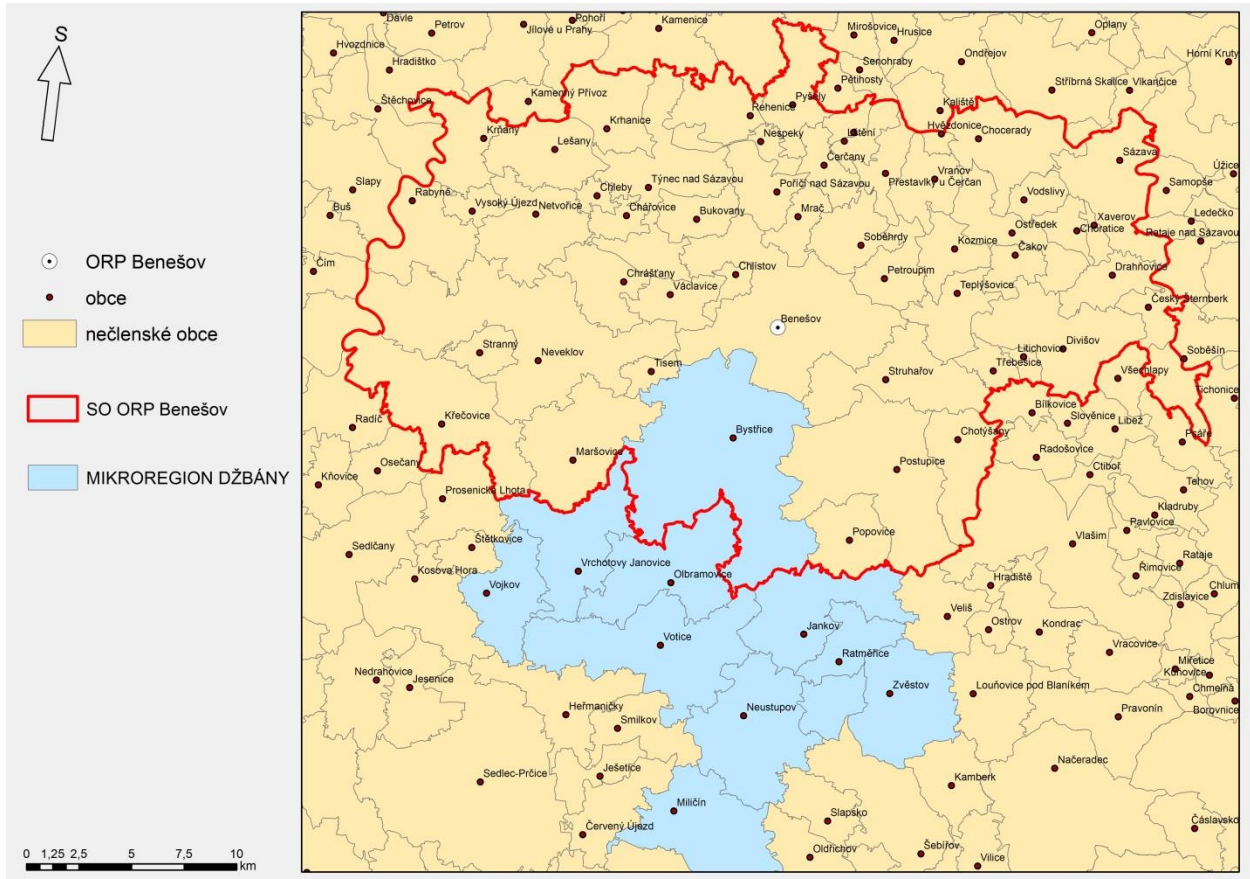 S
ORP Benešov
obce
nečlenské obce
SO ORP Benešov
MIKROREGION DŽBÁNY
0 1,25 2,5 5 7,5 10
km
Davle
Petrov
Jílové u Prahy
Pohoří
Kamenice
Mirošovice
Hrusice
Oplany
Hvozdnice
Hradištko
Senohraby
Ondřejov
Horní Kruty
Pětihosty
Stříbrná Skalice
Vlkančice
Štěchovice
Kamenný Přívoz
Pyšely
Kaliště
Řehenice
Krňany
Krhanice
Nespeky
Lštění
Hvězdonice
Chocerady
Lešany
Čerčany
Sázava
Slapy
Týnec nad Sázavou
Přestavlky u Čerčan
Vranov
Úžice
Rabyně
Chleby
Poříčí nad Sázavou
Vodslivy
Samopše
Buš
Vysoký Újezd
Netvořice
Chářovice
Bukovany
Mrač
Ostředek
Xaverov
Choratice
Ledečko
Rataje nad Sázavou
Soběhrdy
Kozmice
Čakov
Čím
Chrášťany
Chlístov
Petroupim
Drahňovice
Václavice
Teplýšovice
Český Šternberk
Benešov
Stranný
Neveklov
Litichovice
Divišov
Soběšín
Tisem
Struhařov
Třebešice
Všechlapy
Tichonice
Radíč
Křečovice
Bystřice
Bílkovice
Slověnice
Libež
Chotýšany
Psáře
Osečany
Maršovice
Postupice
Radošovice
Ctiboř
Kňovice
Prosenická Lhota
Tehov
Kladruby
Sedlčany
Štětkovice
Popovice
Vlašim
Pavlovice
Kosova Hora
Vrchotovy Janovice
Olbramovice
Hradiště
Římovice
Rataje
Vojkov
Chlum
Zdislavice
Veliš
Ostrov
Kondrac
Votice
Jankov
Vracovice
Ratměřice
Miřetice
Kuňovice
Nedrahovice
Jesenice
Zvěstov
Louňovice pod Blaníkem
Chmelná
Borovnice
Heřmaničky
Smilkov
Neustupov
Pravonín
Sedlec-Prčice
Ješetice
Kamberk
Načeradec
Miličín
Slapsko
Čáslavsko
Červený Újezd
Oldřichov
Šebířov
Vilice